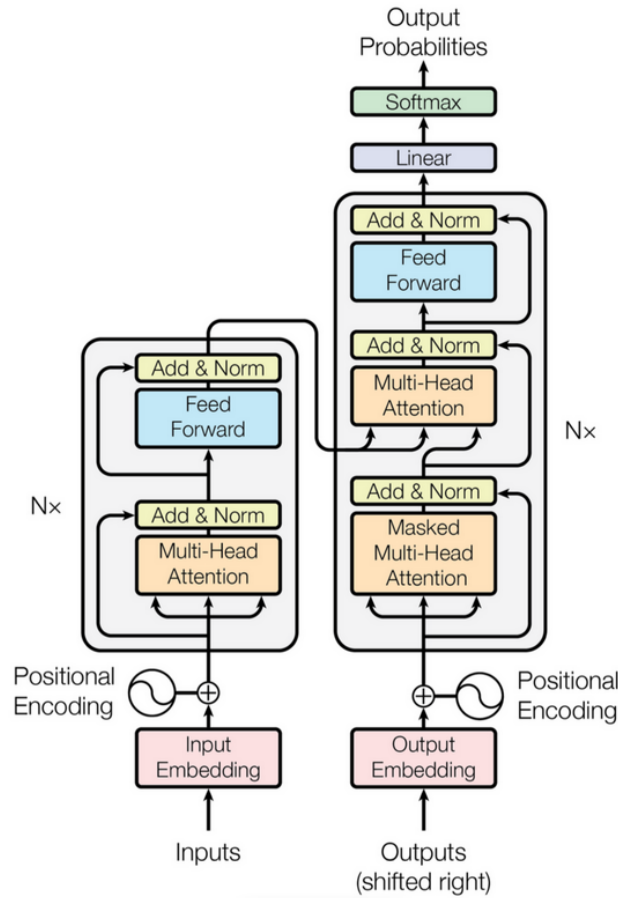 Output
Probabilities
Softmax
Linear
Add & Norm
Feed
Forward
Add & Norm
Multi-Head
Attention
Add & Norm
Masked
Multi-Head
Attention
N×
Add & Norm
Feed
Forward
Add & Norm
Multi-Head
Attention
N×
Positional
Encoding
Positional
Encoding
Input
Embedding
Output
Embedding
Inputs
Outputs
(shifted right)